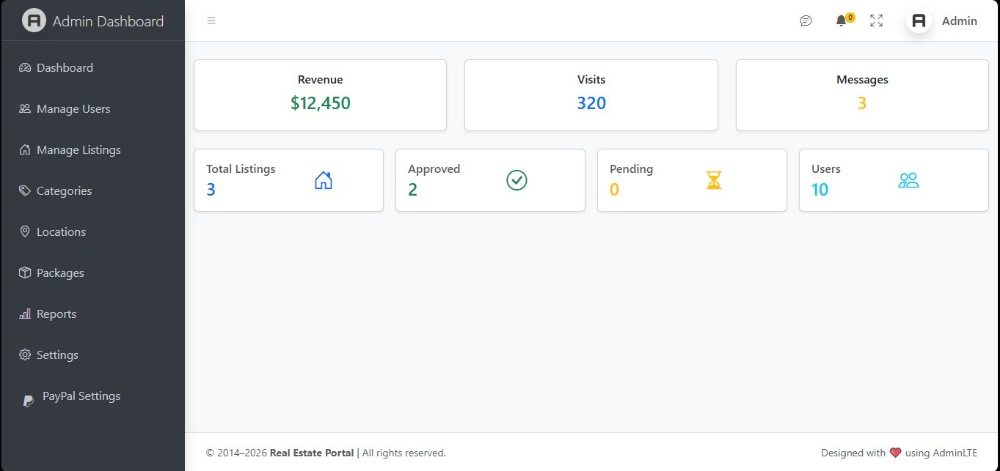 Admin Dashboard
0
Admin
Dashboard
Manage Users
Manage Listings
Categories
Locations
Packages
Reports
Settings
PayPal Settings
Revenue
$12,450
Visits
320
Messages
3
Total Listings
3
Approved
2
Pending
0
Users
10
© 2014–2026 Real Estate Portal | All rights reserved.
Designed with ❤️ using AdminLTE